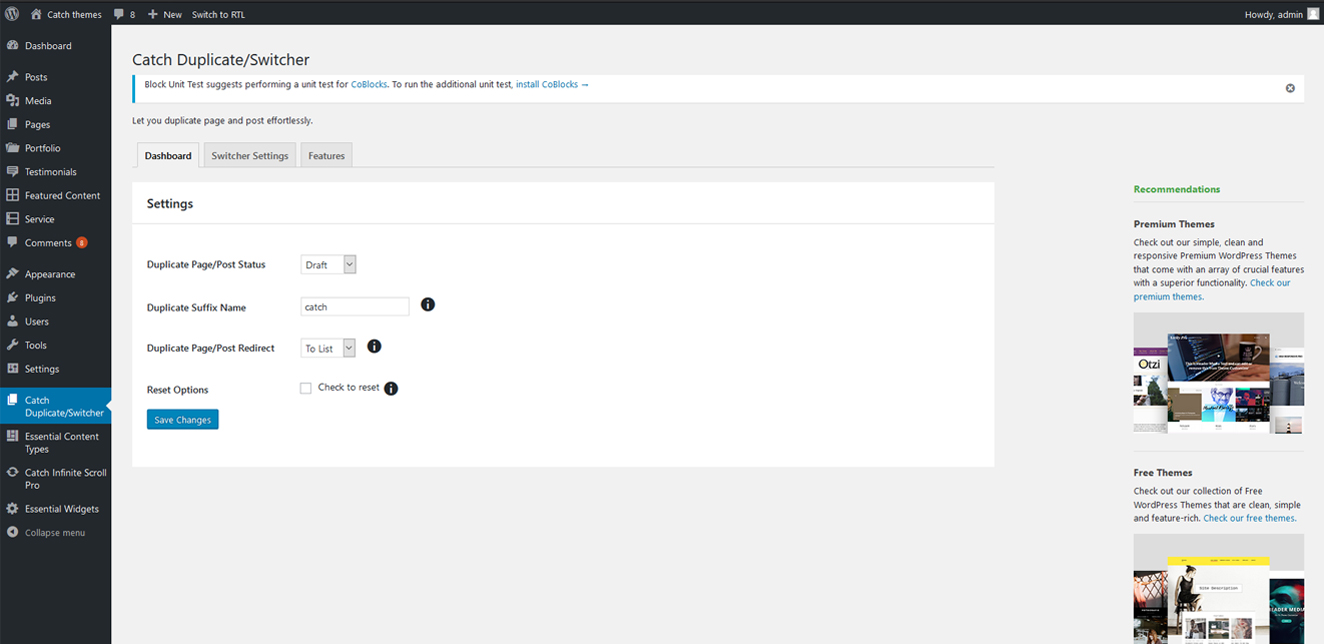 Catch themes 8 New Switch to RTL Howdy, admin
Dashboard
Posts
Media
Pages
Portfolio
Testimonials
Featured Content
Service
Comments 8
Appearance
Plugins
Users
Tools
Settings
Catch
Duplicate/Switcher
Essential Content
Types
Catch Infinite Scroll
Pro
Essential Widgets
Collapse menu
Catch Duplicate/Switcher
Block Unit Test suggests performing a unit test for CoBlocks. To run the additional unit test, install CoBlocks →
Let you duplicate page and post effortlessly.
Dashboard Switcher Settings Features
Settings
Duplicate Page/Post Status Draft
Duplicate Suffix Name catch
Duplicate Page/Post Redirect To List
Reset Options Check to reset
Save Changes
Recommendations
Premium Themes
Check out our simple, clean and
responsive Premium WordPress Themes
that come with an array of crucial features
with a superior functionality. Check our
premium themes.
Otzi
Free Themes
Check out our collection of Free
WordPress Themes that are clean, simple
and feature-rich. Check our free themes.
Site Description
HEADER MEDIA